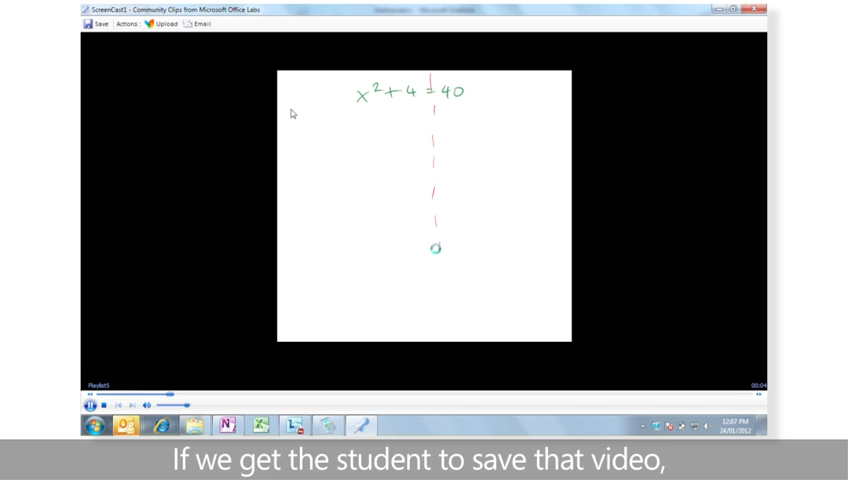 ScreenCast1 - Community Clips from Microsoft Office Labs
Save Actions : Upload Email
x²+4=40
Playlist5
00:04
12:07 PM
24/01/2012
If we get the student to save that video,